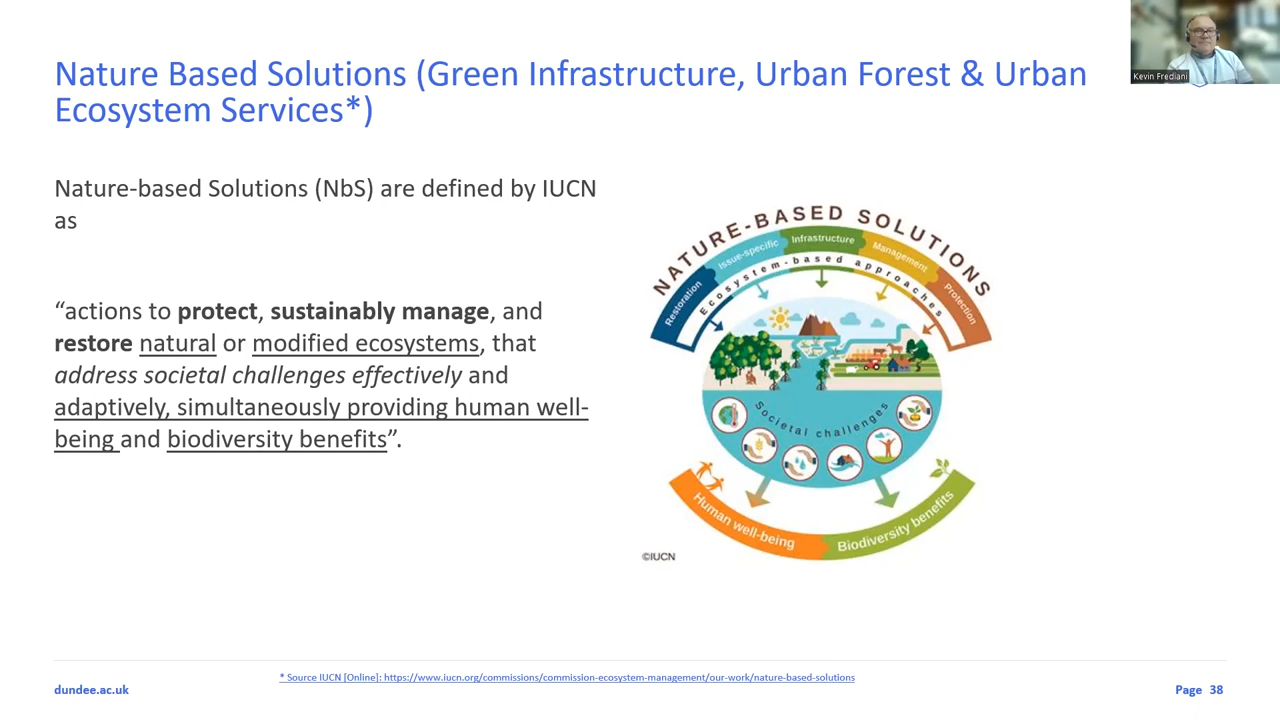 Kevin Frediani
Nature Based Solutions (Green Infrastructure, Urban Forest & Urban
Ecosystem Services*)
Nature-based Solutions (NbS) are defined by IUCN
as
“actions to protect, sustainably manage, and
restore natural or modified ecosystems, that
address societal challenges effectively and
adaptively, simultaneously providing human well-
being and biodiversity benefits”.
NATURE-BASED SOLUTIONS
Restoration
Issue-specific
Infrastructure
Management
Protection
Ecosystem-based approaches
Societal challenges
Human well-being
Biodiversity benefits
©IUCN
* Source IUCN [Online]: https://www.iucn.org/commissions/commission-ecosystem-management/our-work/nature-based-solutions
dundee.ac.uk
Page 38